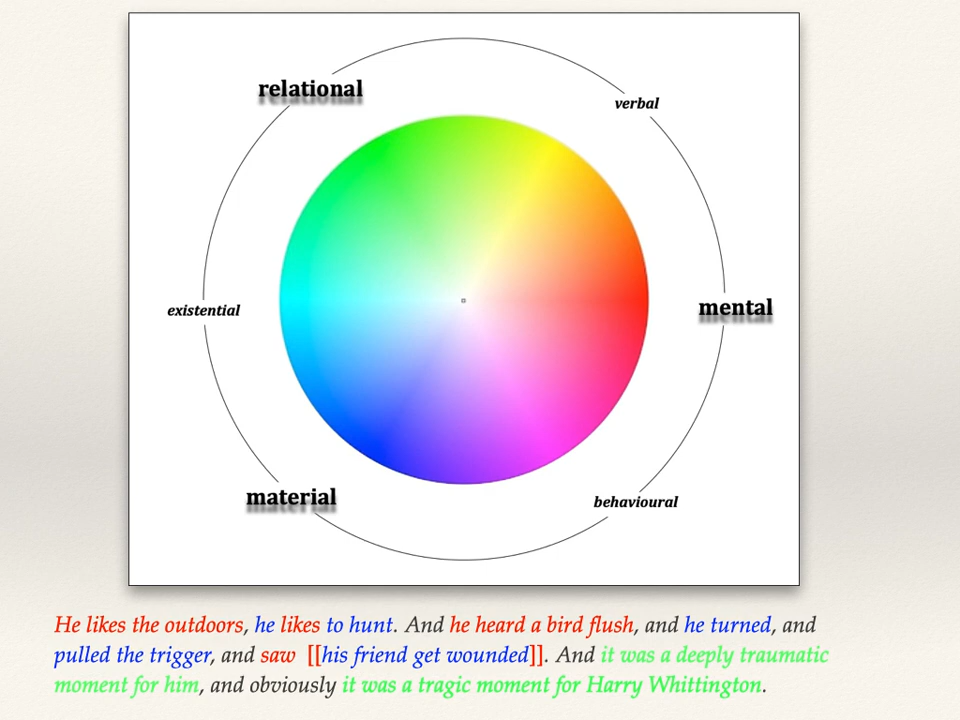 relational
verbal
existential
mental
material
behavioural
He likes the outdoors, he likes to hunt. And he heard a bird flush, and he turned, and
pulled the trigger, and saw [[his friend get wounded]]. And it was a deeply traumatic
moment for him, and obviously it was a tragic moment for Harry Whittington.